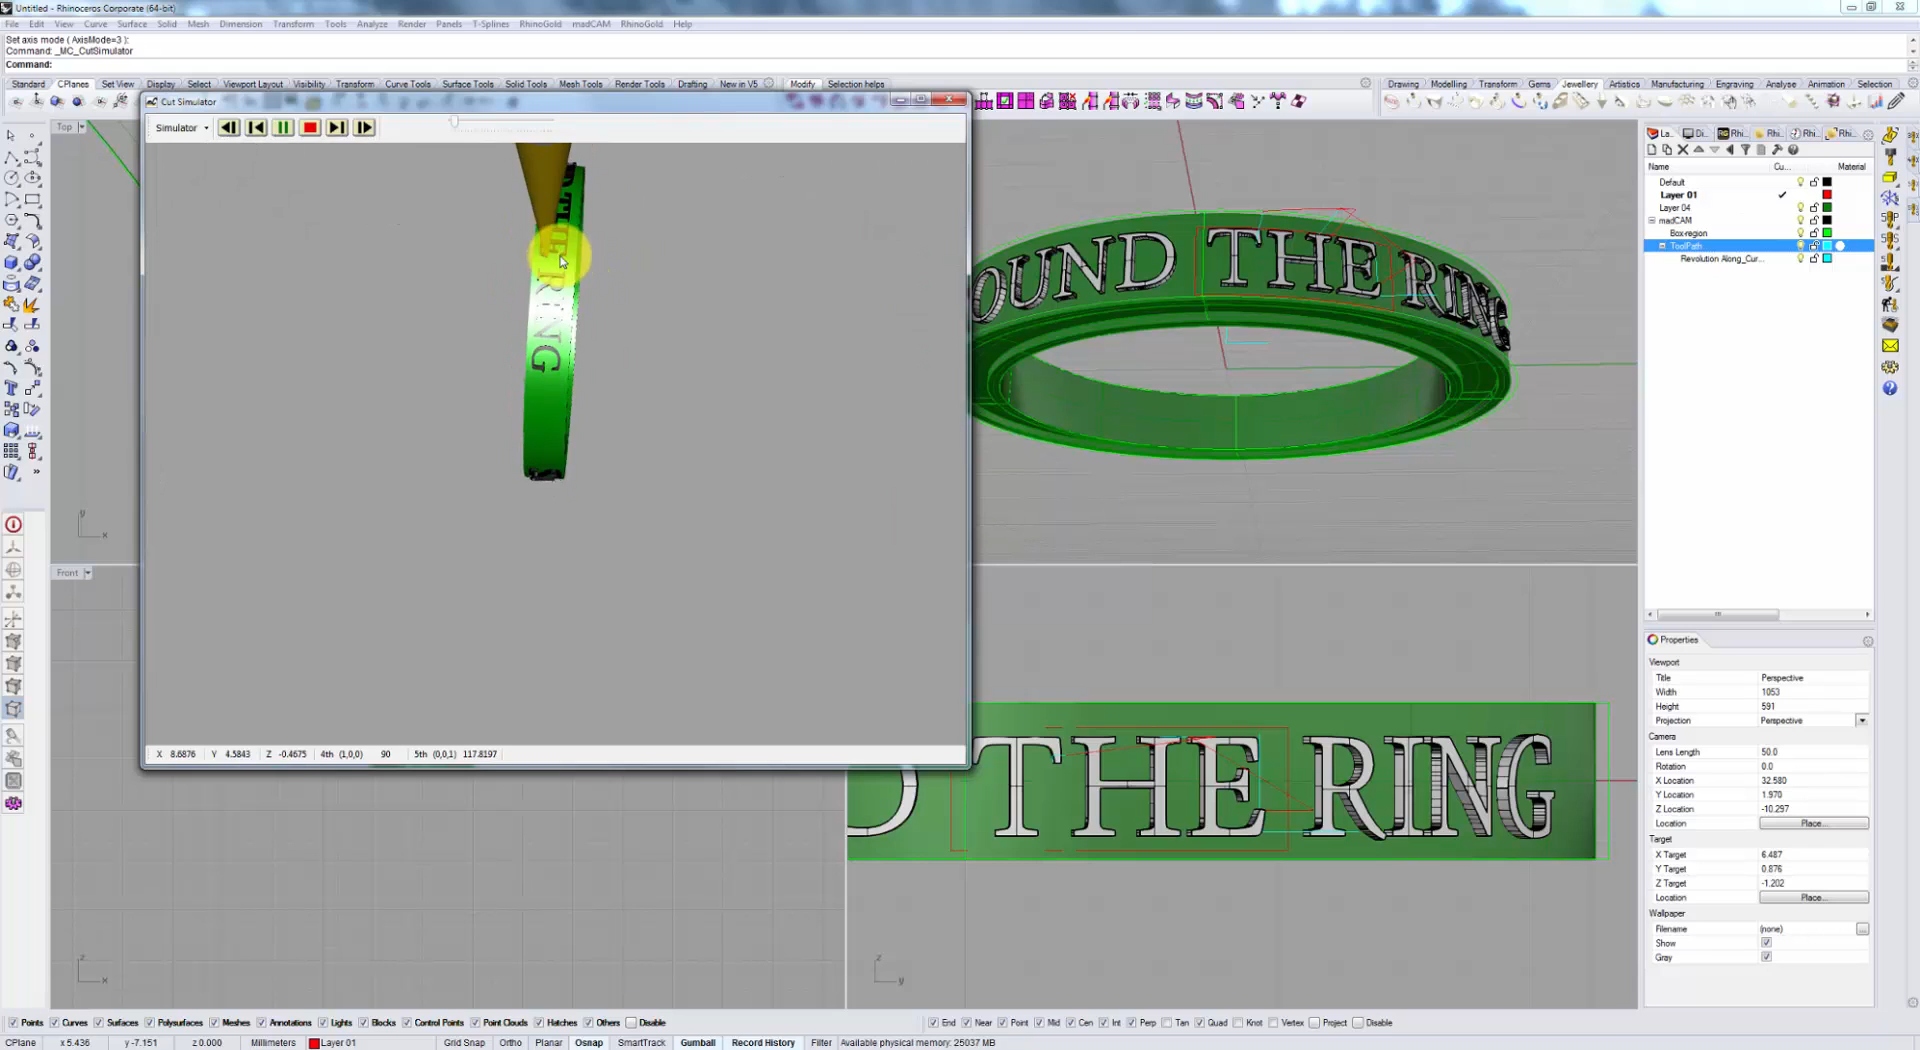 Untitled - Rhinoceros Corporate (64-bit)
File Edit View Curve Surface Solid Mesh Dimension Transform Tools Analyze Render Panels T-Splines RhinoGold madCAM RhinoGold Help
Set axis mode ( AxisMode=3 ):
Command: _MC_CutSimulator
Command:
Standard CPlanes Set View Display Select Viewport Layout Visibility Transform Curve Tools Surface Tools Solid Tools Mesh Tools Render Tools Drafting New in V5 Modify Selection helps Drawing Modelling Transform Gems Jewellery Artistics Manufacturing Engraving Analyse Animation Selection
Cut Simulator
Simulator
Top
RING
OUND THE RING
y
x
La... Di... Rhi... Rhi... Rhi... Rhi...
Name Cu... Material
Default
Layer 01
Layer 04
madCAM
Box-region
ToolPath
Revolution Along_Cur...
X 8.6876 Y 4.5843 Z -0.4675 4th (1,0,0) 90 5th (0,0,1) 117.8197
Front
D THE RING
z
x
z
y
Properties
Viewport
Title Perspective
Width 1053
Height 591
Projection Perspective
Camera
Lens Length 50.0
Rotation 0.0
X Location 32.580
Y Location 1.970
Z Location -10.297
Location Place...
Target
X Target 6.487
Y Target 0.876
Z Target -1.202
Location Place...
Wallpaper
Filename (none) ...
Show
Gray
Points Curves Surfaces Polysurfaces Meshes Annotations Lights Blocks Control Points Point Clouds Hatches Others Disable End Near Point Mid Cen Int Perp Tan Quad Knot Vertex Project Disable
CPlane x 5.436 y -7.151 z 0.000 Millimeters Layer 01 Grid Snap Ortho Planar Osnap SmartTrack Gumball Record History Filter Available physical memory: 25037 MB